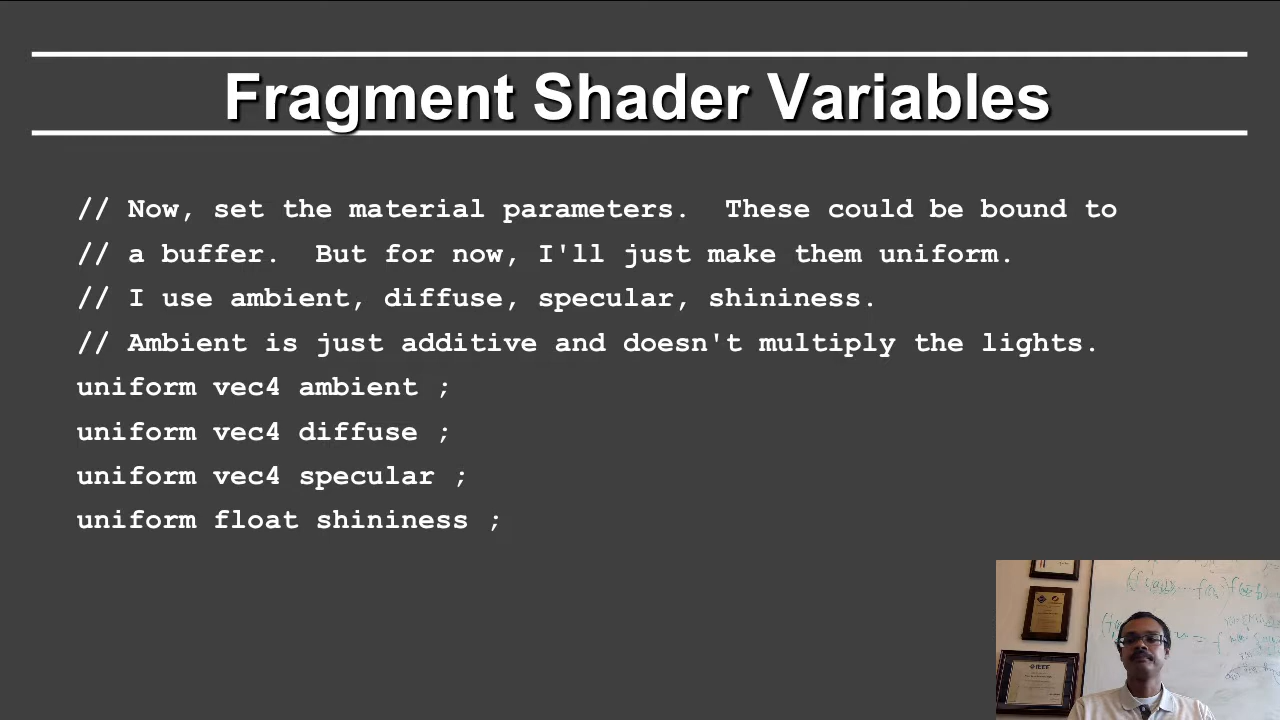 Fragment Shader Variables
// Now, set the material parameters.  These could be bound to
// a buffer.  But for now, I'll just make them uniform.
// I use ambient, diffuse, specular, shininess.
// Ambient is just additive and doesn't multiply the lights.
uniform vec4 ambient ;
uniform vec4 diffuse ;
uniform vec4 specular ;
uniform float shininess ;
IEEE